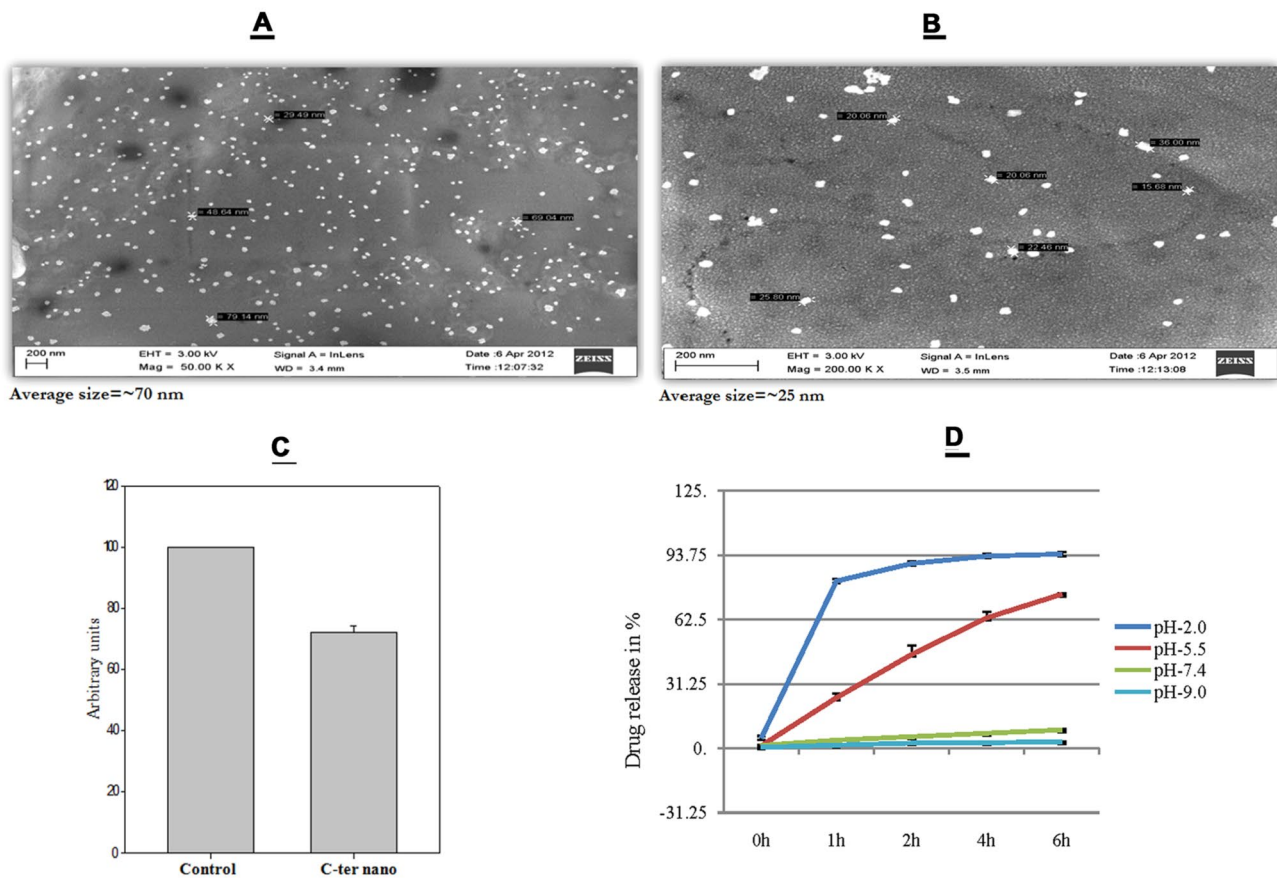 A
B
= 29.49 nm
= 48.64 nm
= 69.04 nm
= 79.14 nm
200 nm
EHT = 3.00 kV
Signal A = InLens
Date :6 Apr 2012
ZEISS
Mag = 50.00 K X
WD = 3.4 mm
Time :12:07:32
Average size=~70 nm
= 20.06 nm
= 36.00 nm
= 20.06 nm
= 15.68 nm
= 22.46 nm
= 25.80 nm
200 nm
EHT = 3.00 kV
Signal A = InLens
Date :6 Apr 2012
ZEISS
Mag = 200.00 K X
WD = 3.5 mm
Time :12:13:08
Average size=~25 nm
C
120
100
80
60
40
20
0
Arbitrary units
Control
C-ter nano
D
125.
93.75
62.5
31.25
0.
-31.25
Drug release in %
0h
1h
2h
4h
6h
pH-2.0
pH-5.5
pH-7.4
pH-9.0